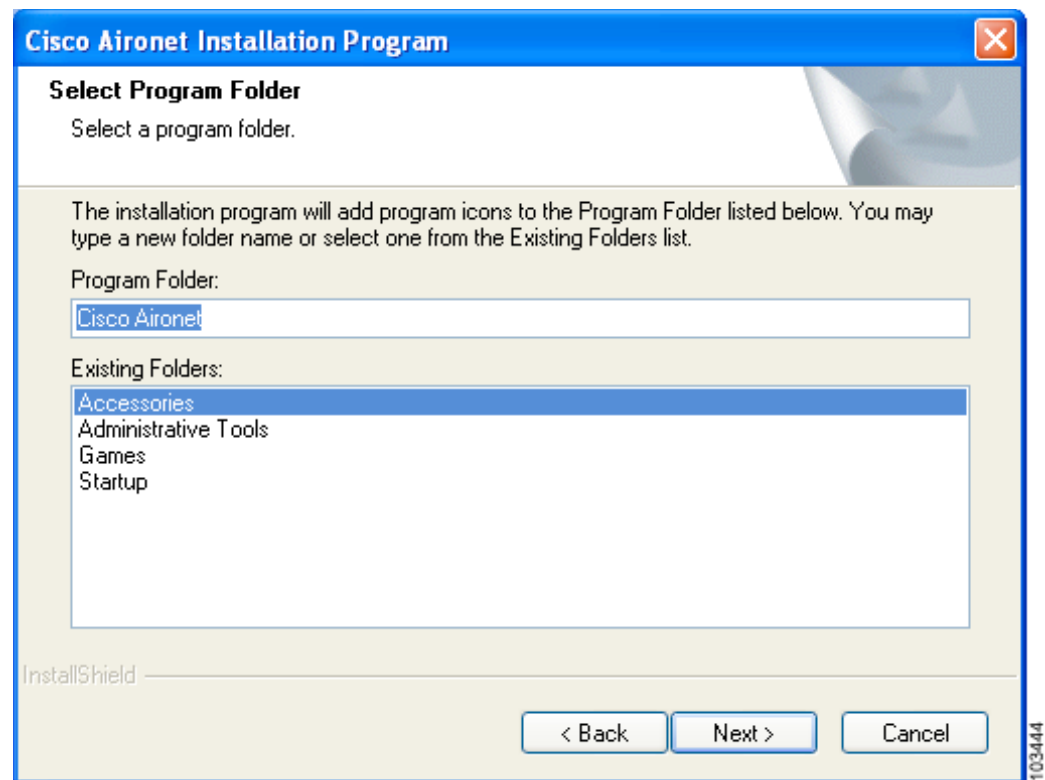 Cisco Aironet Installation Program
Select Program Folder
Select a program folder.
The installation program will add program icons to the Program Folder listed below. You may
type a new folder name or select one from the Existing Folders list.
Program Folder:
Cisco Aironet
Existing Folders:
Accessories
Administrative Tools
Games
Startup
InstallShield
< Back
Next >
Cancel
103444